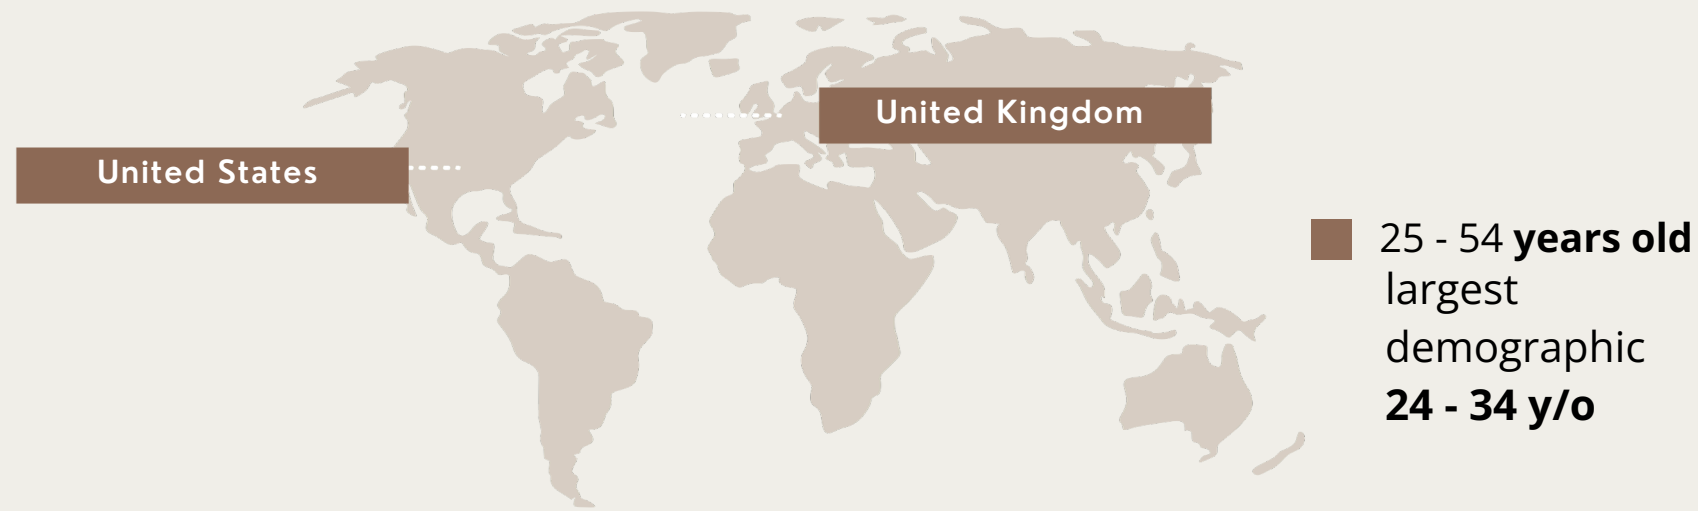 United Kingdom
United States
25 - 54 years old
largest
demographic
24 - 34 y/o